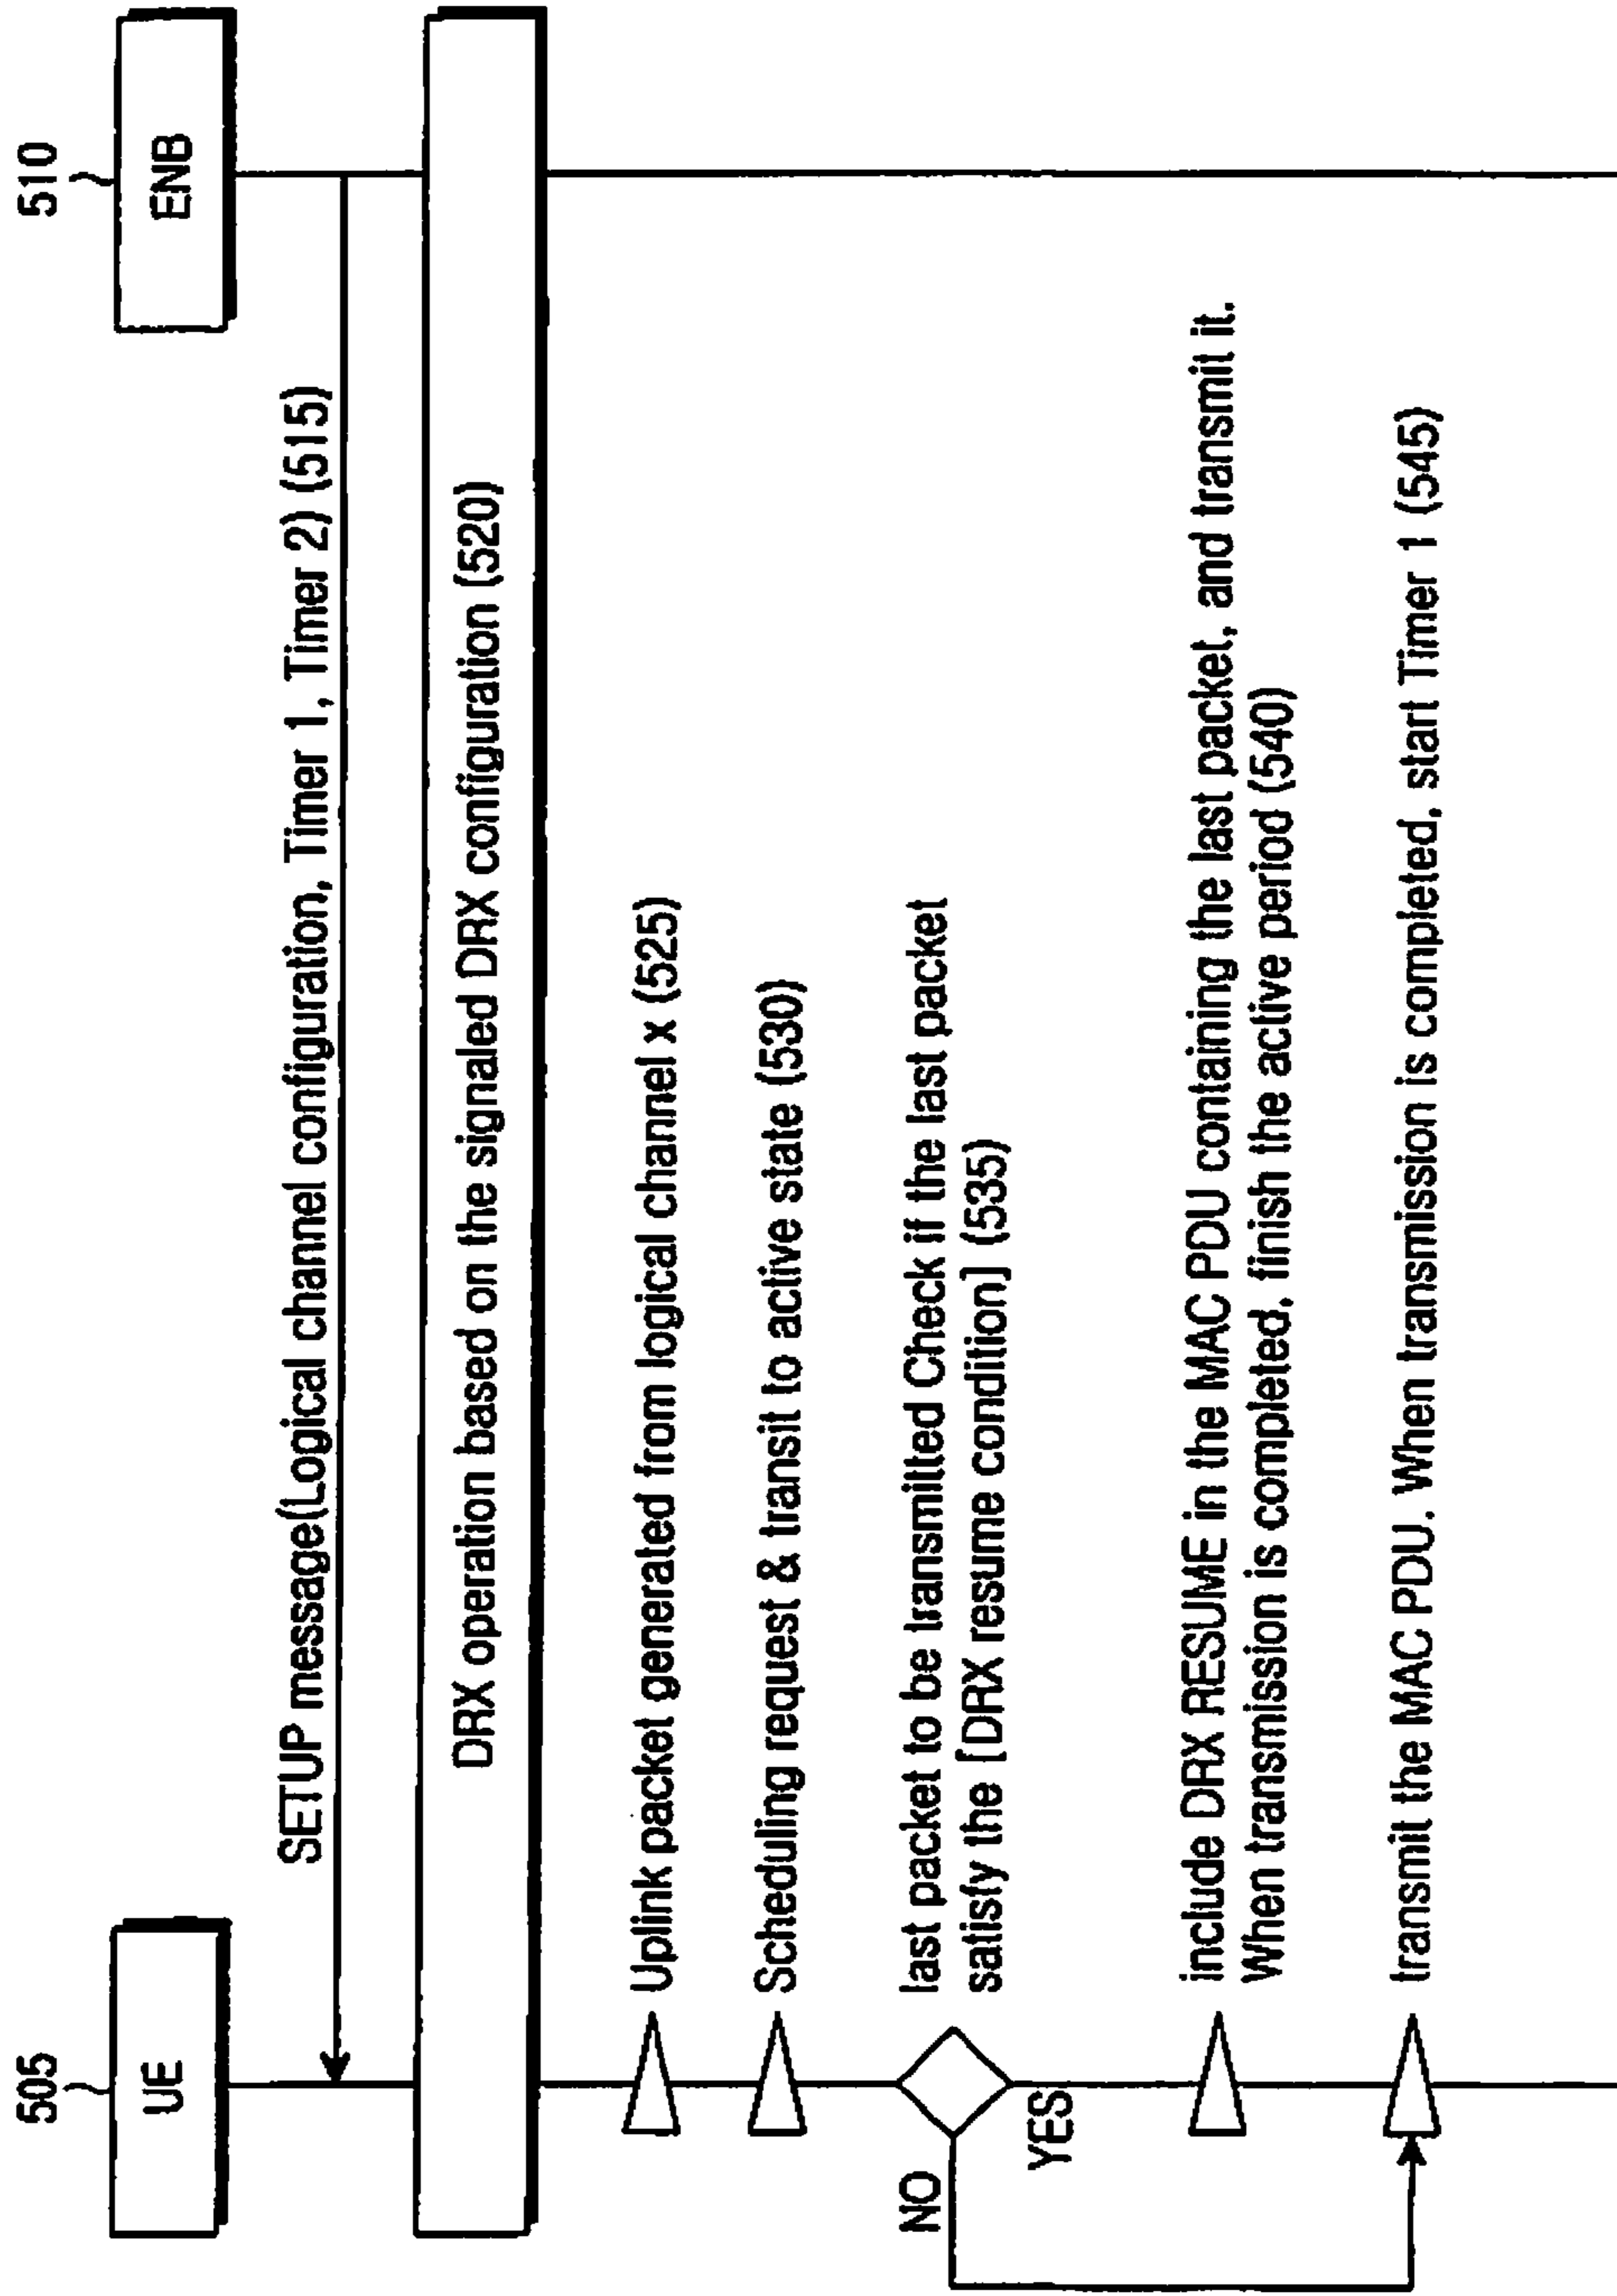 505
510
UE
ENB
SETUP message(Logical channel configuration, Timer 1, Timer 2) (515)
DRX operation based on the signaled DRX configuration (520)
Uplink packet generated from logical channel x (525)
Scheduling request & transit to active state (530)
last packet to be transmitted Check if the last packet
satisfy the [DRX resume condition] (535)
NO
YES
include DRX RESUME in the MAC PDU containing the last packet, and transmit it.
When transmission is completed, finish the active period (540)
transmit the MAC PDU. When transmission is completed, start Timer 1 (545)